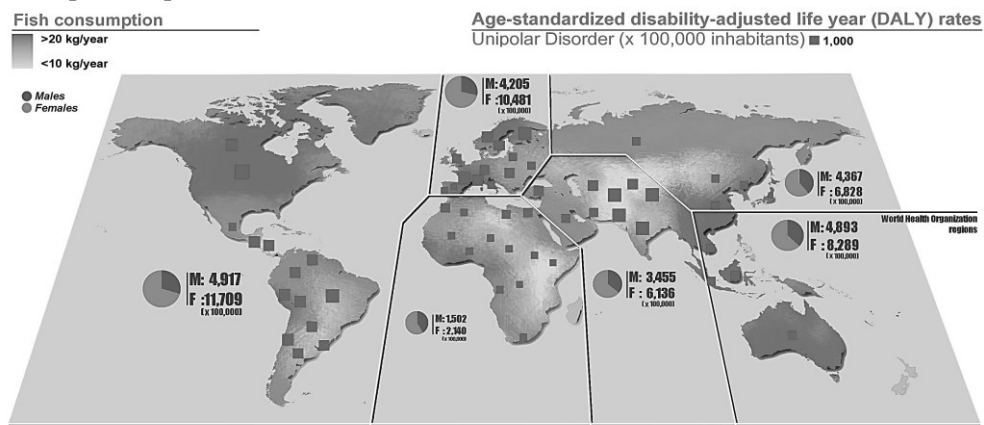 Fish consumption
>20 kg/year
<10 kg/year
Males
Females
Age-standardized disability-adjusted life year (DALY) rates
Unipolar Disorder (x 100,000 inhabitants) 1,000
M: 4,205
F :10,481
(x 100,000)
M: 4,367
F : 6,828
(x 100,000)
World Health Organization
regions
M: 4,893
F : 8,289
(x 100,000)
M: 4,917
F :11,709
(x 100,000)
M: 3,455
F : 6,136
(x 100,000)
M: 1,502
F : 2,140
(x 100,000)